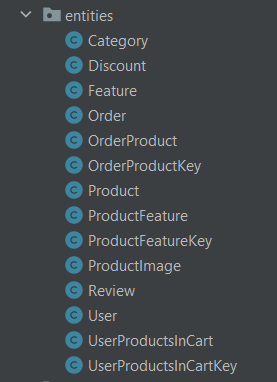 entities
C Category
C Discount
C Feature
C Order
C OrderProduct
C OrderProductKey
C Product
C ProductFeature
C ProductFeatureKey
C ProductImage
C Review
C User
C UserProductsInCart
C UserProductsInCartKey